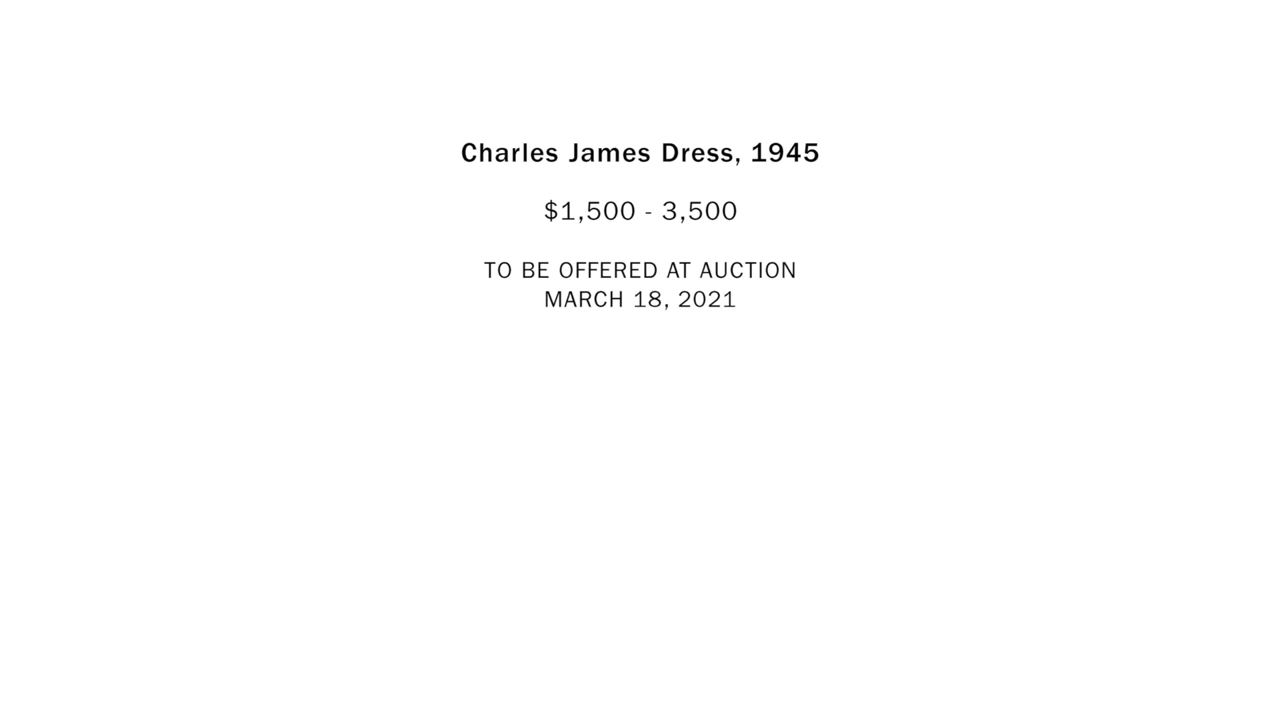 Charles James Dress, 1945
$1,500 - 3,500
TO BE OFFERED AT AUCTION
MARCH 18, 2021